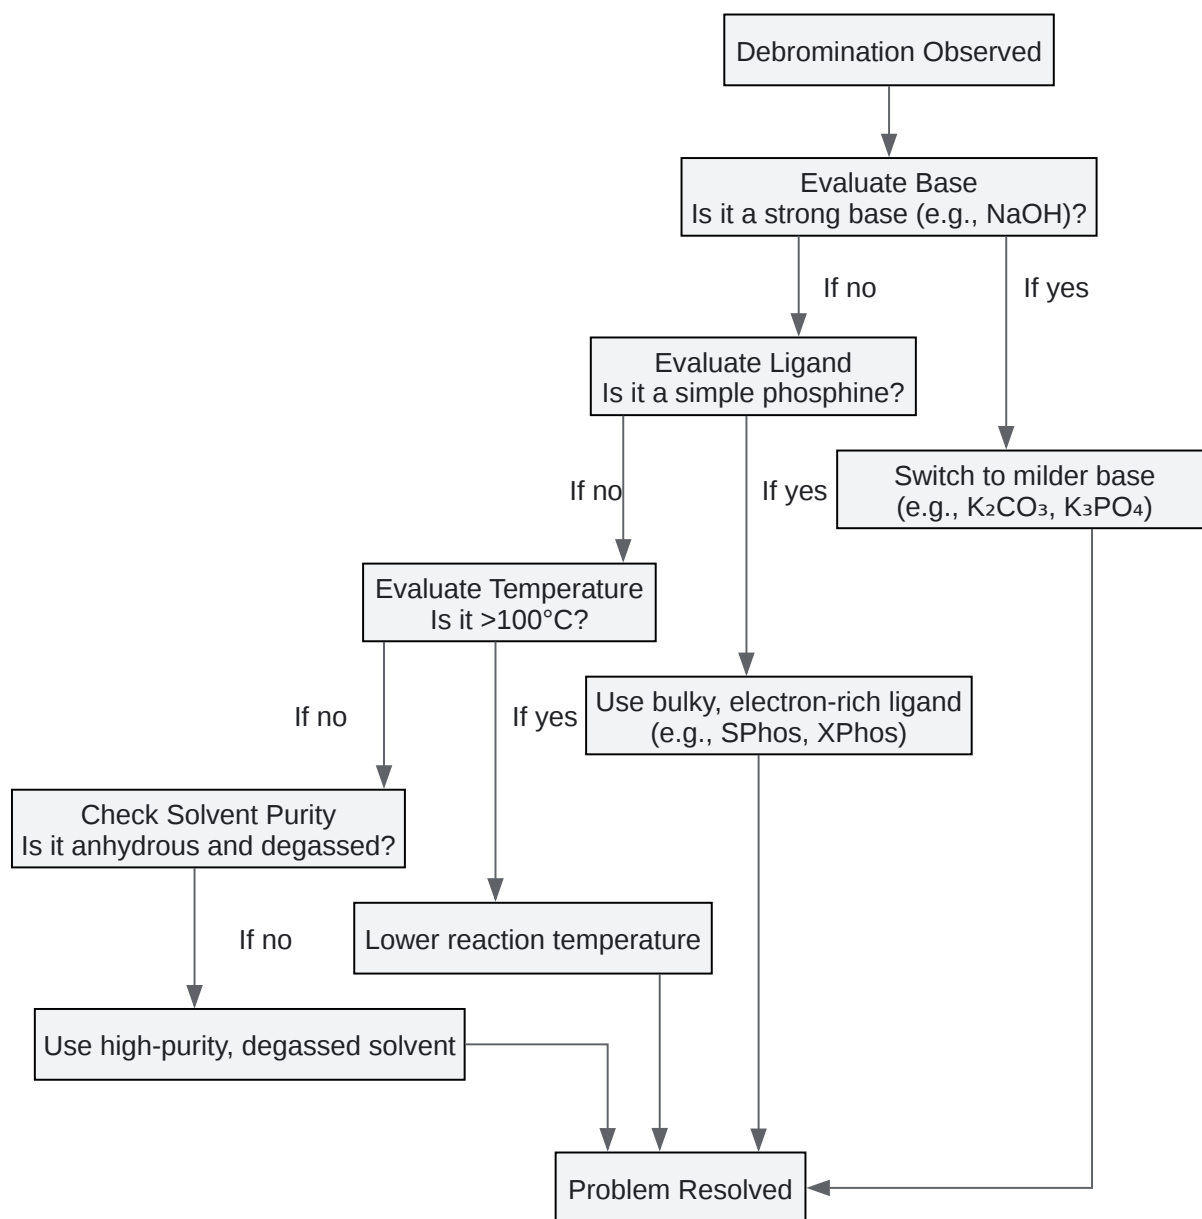 Debromination Observed
Evaluate Base
Is it a strong base (e.g., NaOH)?
If no
If yes
Evaluate Ligand
Is it a simple phosphine?
If no
If yes
Switch to milder base
(e.g., K₂CO₃, K₃PO₄)
Evaluate Temperature
Is it >100°C?
If no
If yes
Use bulky, electron-rich ligand
(e.g., SPhos, XPhos)
Check Solvent Purity
Is it anhydrous and degassed?
If no
Lower reaction temperature
Use high-purity, degassed solvent
Problem Resolved